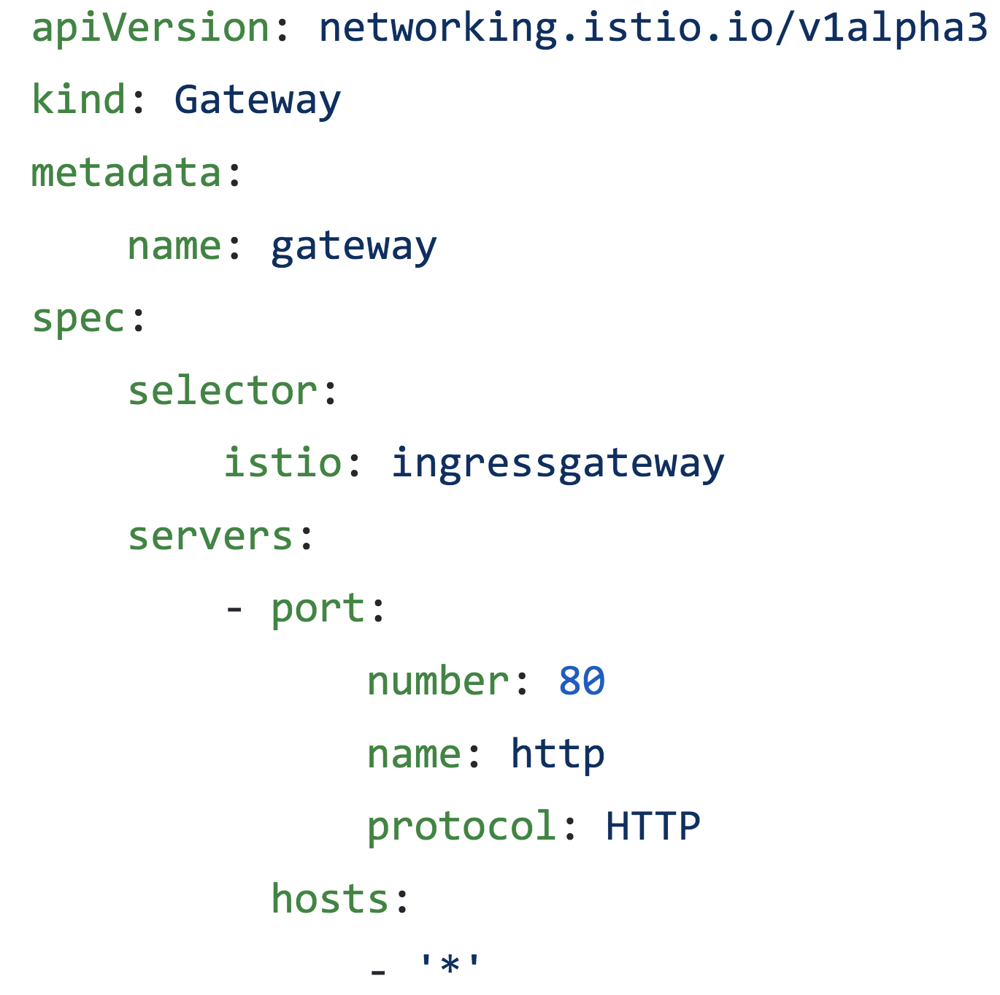 apiVersion: networking.istio.io/v1alpha3
kind: Gateway
metadata:
    name: gateway
spec:
    selector:
        istio: ingressgateway
    servers:
        - port:
              number: 80
              name: http
              protocol: HTTP
          hosts:
              - '*'